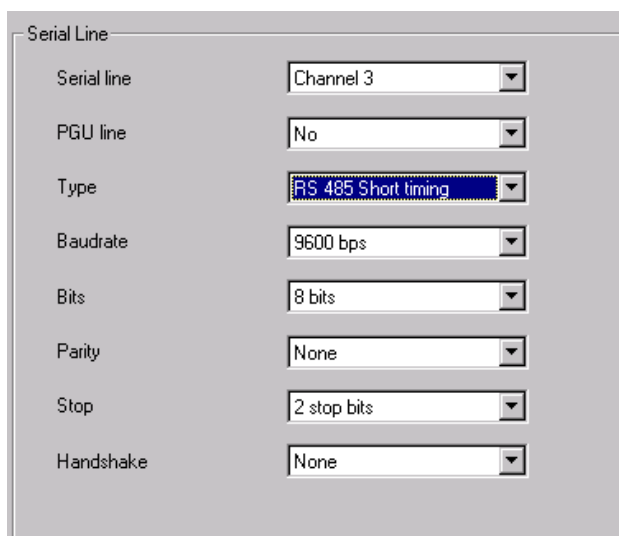 Serial Line
Serial line Channel 3
PGU line No
Type RS 485 Short timing
Baudrate 9600 bps
Bits 8 bits
Parity None
Stop 2 stop bits
Handshake None